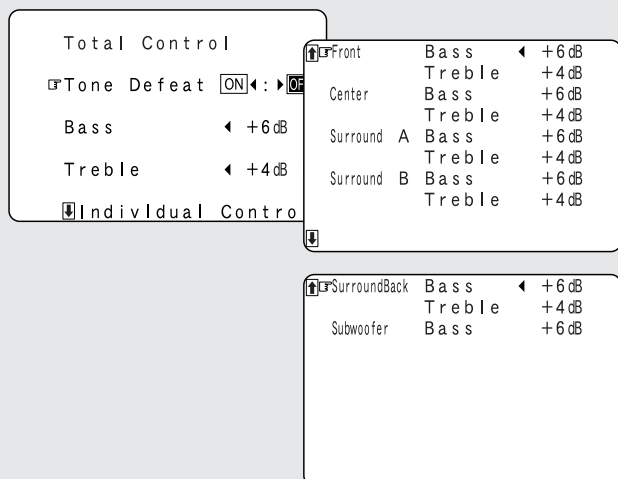 Total Control
☞Tone Defeat ON◄:►OF
Bass ◄ +6dB
Treble ◄ +4dB
⬇IndivIdual Contro
⬆☞Front Bass ◄ +6dB
Treble +4dB
Center Bass +6dB
Treble +4dB
Surround A Bass +6dB
Treble +4dB
Surround B Bass +6dB
Treble +4dB
⬇
⬆☞SurroundBack Bass ◄ +6dB
Treble +4dB
Subwoofer Bass +6dB